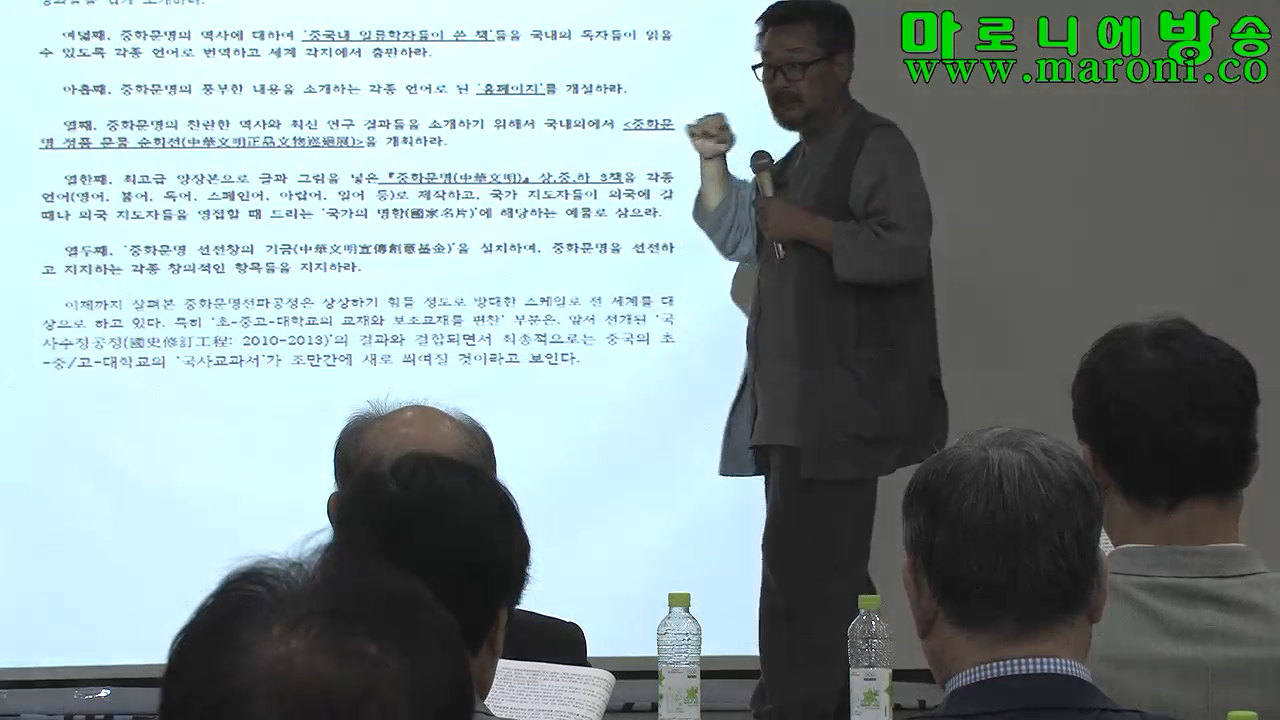 마로니에방송
www.maroni.co
여덟째, 중화문명의 역사에 대하여 '중국내 일류학자들이 쓴 책'들을 국내외 독자들이 읽을
수 있도록 각종 언어로 번역하고 세계 각지에서 출판하라.
아홉째, 중화문명의 풍부한 내용을 소개하는 각종 언어로 된 '홈페이지'를 개설하라.
열째, 중화문명의 찬란한 역사와 최신 연구 결과들을 소개하기 위해서 국내외에서 <중화문
명 정품 문물 순회전(中華文明正品文物巡廻展)>을 개최하라.
열한째, 최고급 양장본으로 글과 그림을 넣은 『중화문명(中華文明)』 상,중,하 3책을 각종
언어(영어, 불어, 독어, 스페인어, 아랍어, 일어 등)로 제작하고, 국가 지도자들이 외국에 갈
때나 외국 지도자들을 영접할 때 드리는 '국가의 명함(國家名片)'에 해당하는 예물로 삼으라.
열두째, '중화문명 선전창의 기금(中華文明宣傳創意基金)'을 설치하여, 중화문명을 선전하
고 지지하는 각종 창의적인 항목들을 지지하라.
이제까지 살펴본 중화문명전파공정은 상상하기 힘들 정도로 방대한 스케일로 전 세계를 대
상으로 하고 있다. 특히 '초-중고-대학교의 교재와 보조교재를 편찬' 부분은, 앞서 전개된 '국
사수정공정(國史修訂工程: 2010-2013)'의 결과와 결합되면서 최종적으로는 중국의 초
-중/고-대학교의 '국사교과서'가 조만간에 새로 씌여질 것이라고 보인다.